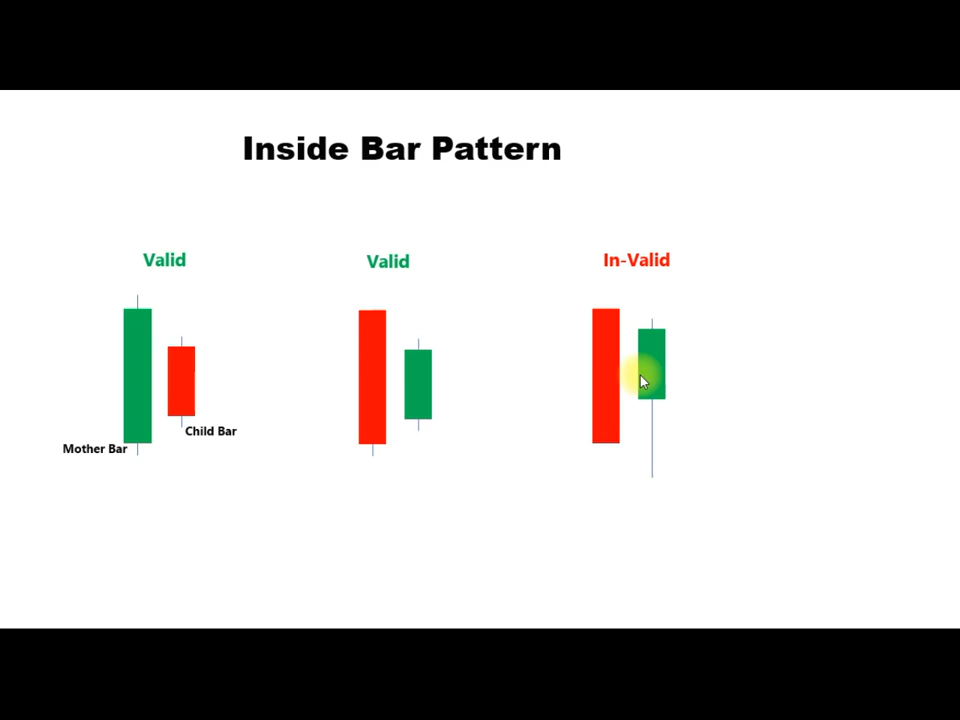 Inside Bar Pattern
Valid
Valid
In-Valid
Child Bar
Mother Bar